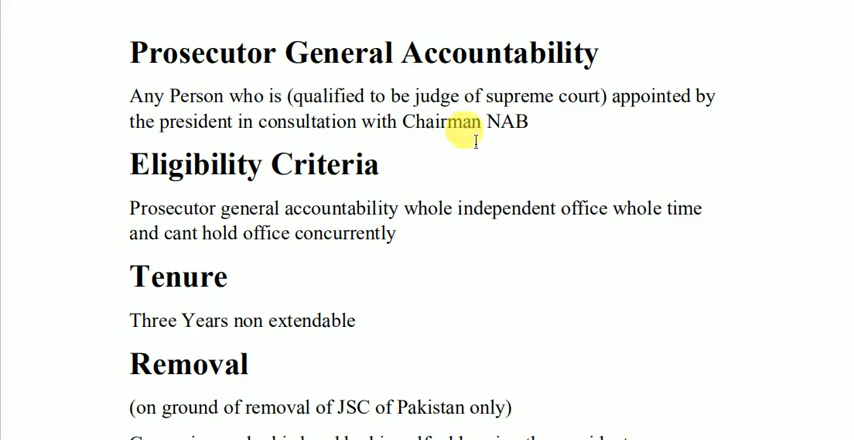 Prosecutor General Accountability
Any Person who is (qualified to be judge of supreme court) appointed by
the president in consultation with Chairman NAB
Eligibility Criteria
Prosecutor general accountability whole independent office whole time
and cant hold office concurrently
Tenure
Three Years non extendable
Removal
(on ground of removal of JSC of Pakistan only)